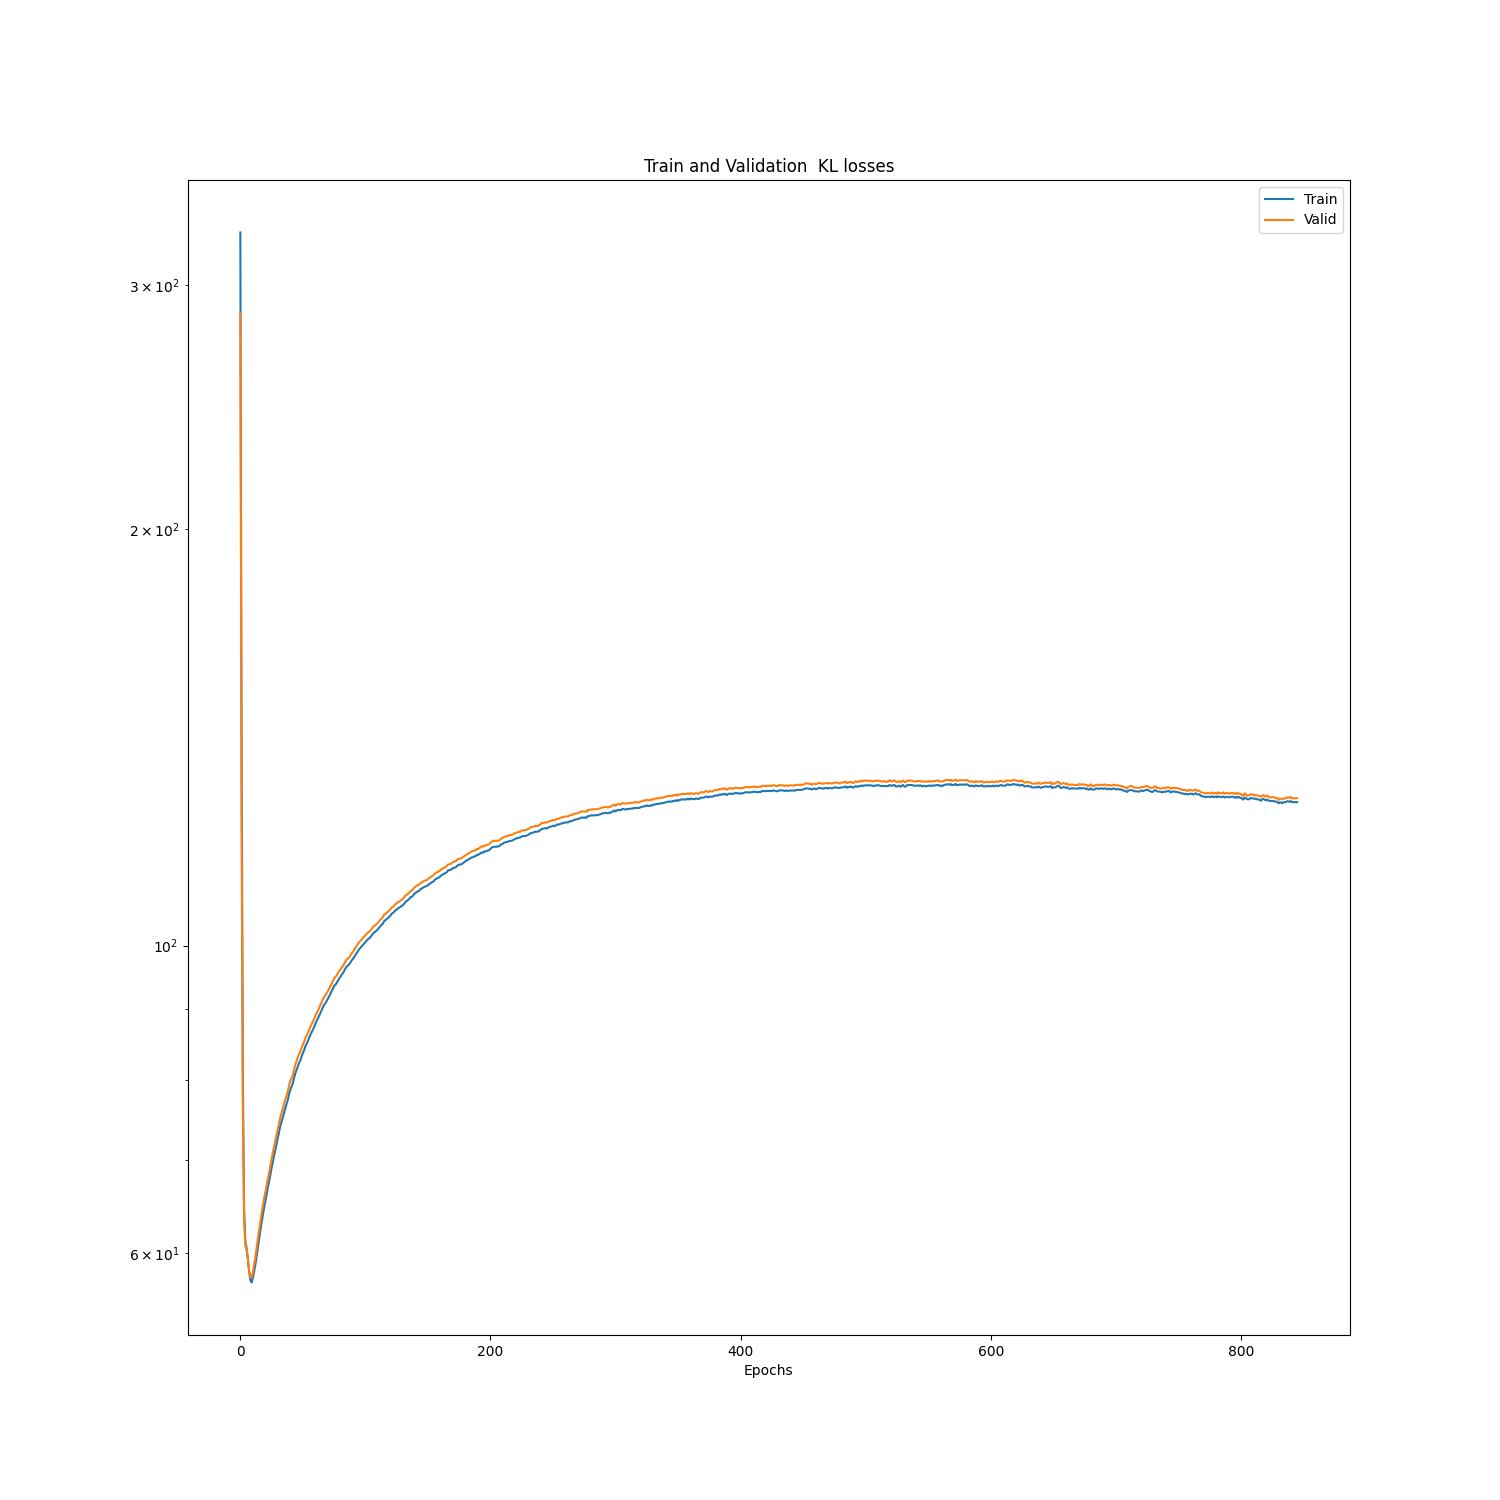 Train and Validation  KL losses
Train
Valid
3 × 10²
2 × 10²
10²
6 × 10¹
0 200 400 600 800
Epochs